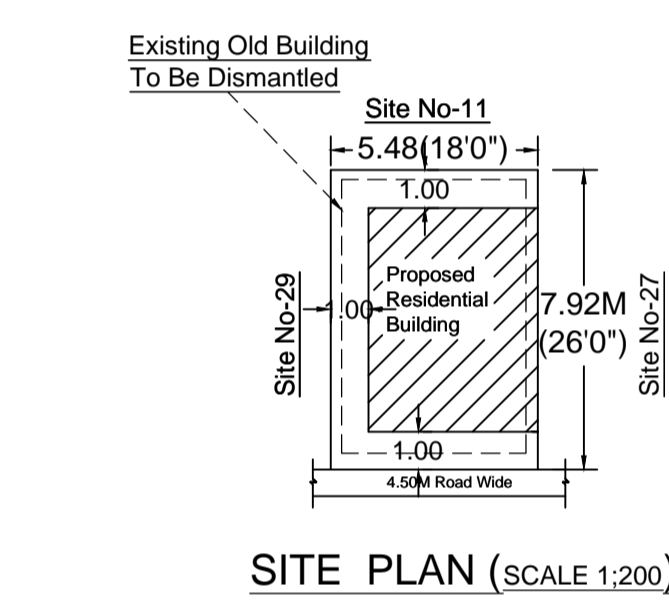 Existing Old Building
To Be Dismantled
Site No-11
5.48(18'0")
1.00
Site No-29
.00
Proposed
Residential
Building
7.92M
(26'0")
Site No-27
1.00
4.50M Road Wide
SITE PLAN (SCALE 1;200)